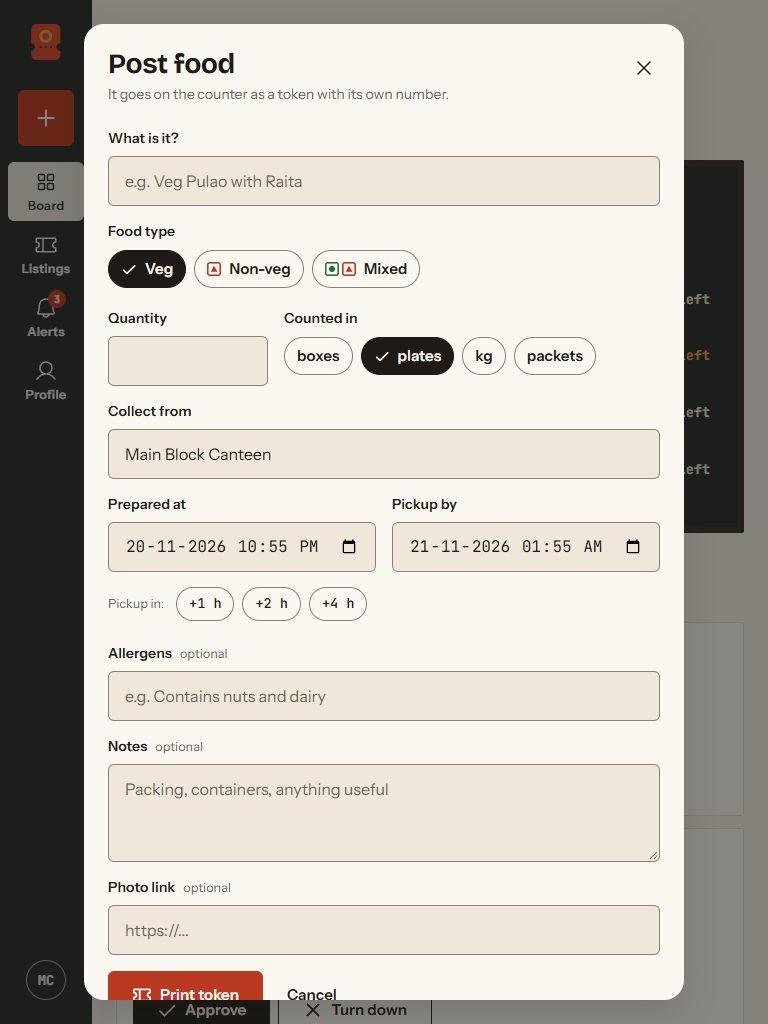 Post food
It goes on the counter as a token with its own number.
What is it?
e.g. Veg Pulao with Raita
Food type
Veg Non-veg Mixed
Quantity Counted in
boxes plates kg packets
Collect from
Main Block Canteen
Prepared at Pickup by
20-11-2026 10:55 PM 21-11-2026 01:55 AM
Pickup in: +1 h +2 h +4 h
Allergens optional
e.g. Contains nuts and dairy
Notes optional
Packing, containers, anything useful
Photo link optional
https://...
Print token Cancel
Approve Turn down
Board
Listings
3
Alerts
Profile
MC
left
left
left
left